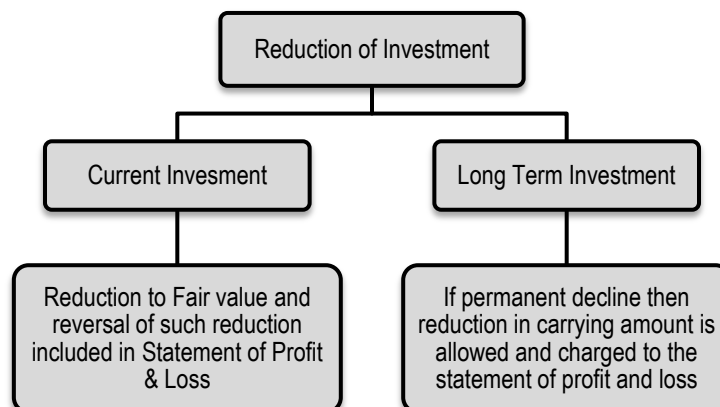 Reduction of Investment
Current Invesment
Long Term Investment
Reduction to Fair value and
reversal of such reduction
included in Statement of Profit
& Loss
If permanent decline then
reduction in carrying amount is
allowed and charged to the
statement of profit and loss